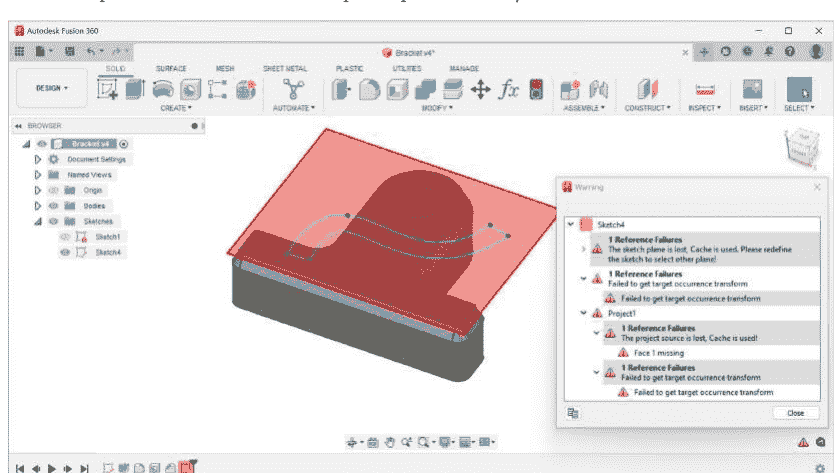 Autodesk Fusion 360
Bracket v4*
SOLID SURFACE MESH SHEET METAL PLASTIC UTILITIES MANAGE
DESIGN
CREATE AUTOMATE MODIFY ASSEMBLE CONSTRUCT INSPECT INSERT SELECT
BROWSER
Bracket v4
Document Settings
Named Views
Origin
Bodies
Sketches
Sketch1
Sketch4
Warning
Sketch4
1 Reference Failures
The sketch plane is lost, Cache is used. Please redefine
the sketch to select other plane!
1 Reference Failures
Failed to get target occurrence transform
Failed to get target occurrence transform
Project1
1 Reference Failures
The project source is lost, Cache is used!
Face 1 missing
1 Reference Failures
Failed to get target occurrence transform
Failed to get target occurrence transform
Close